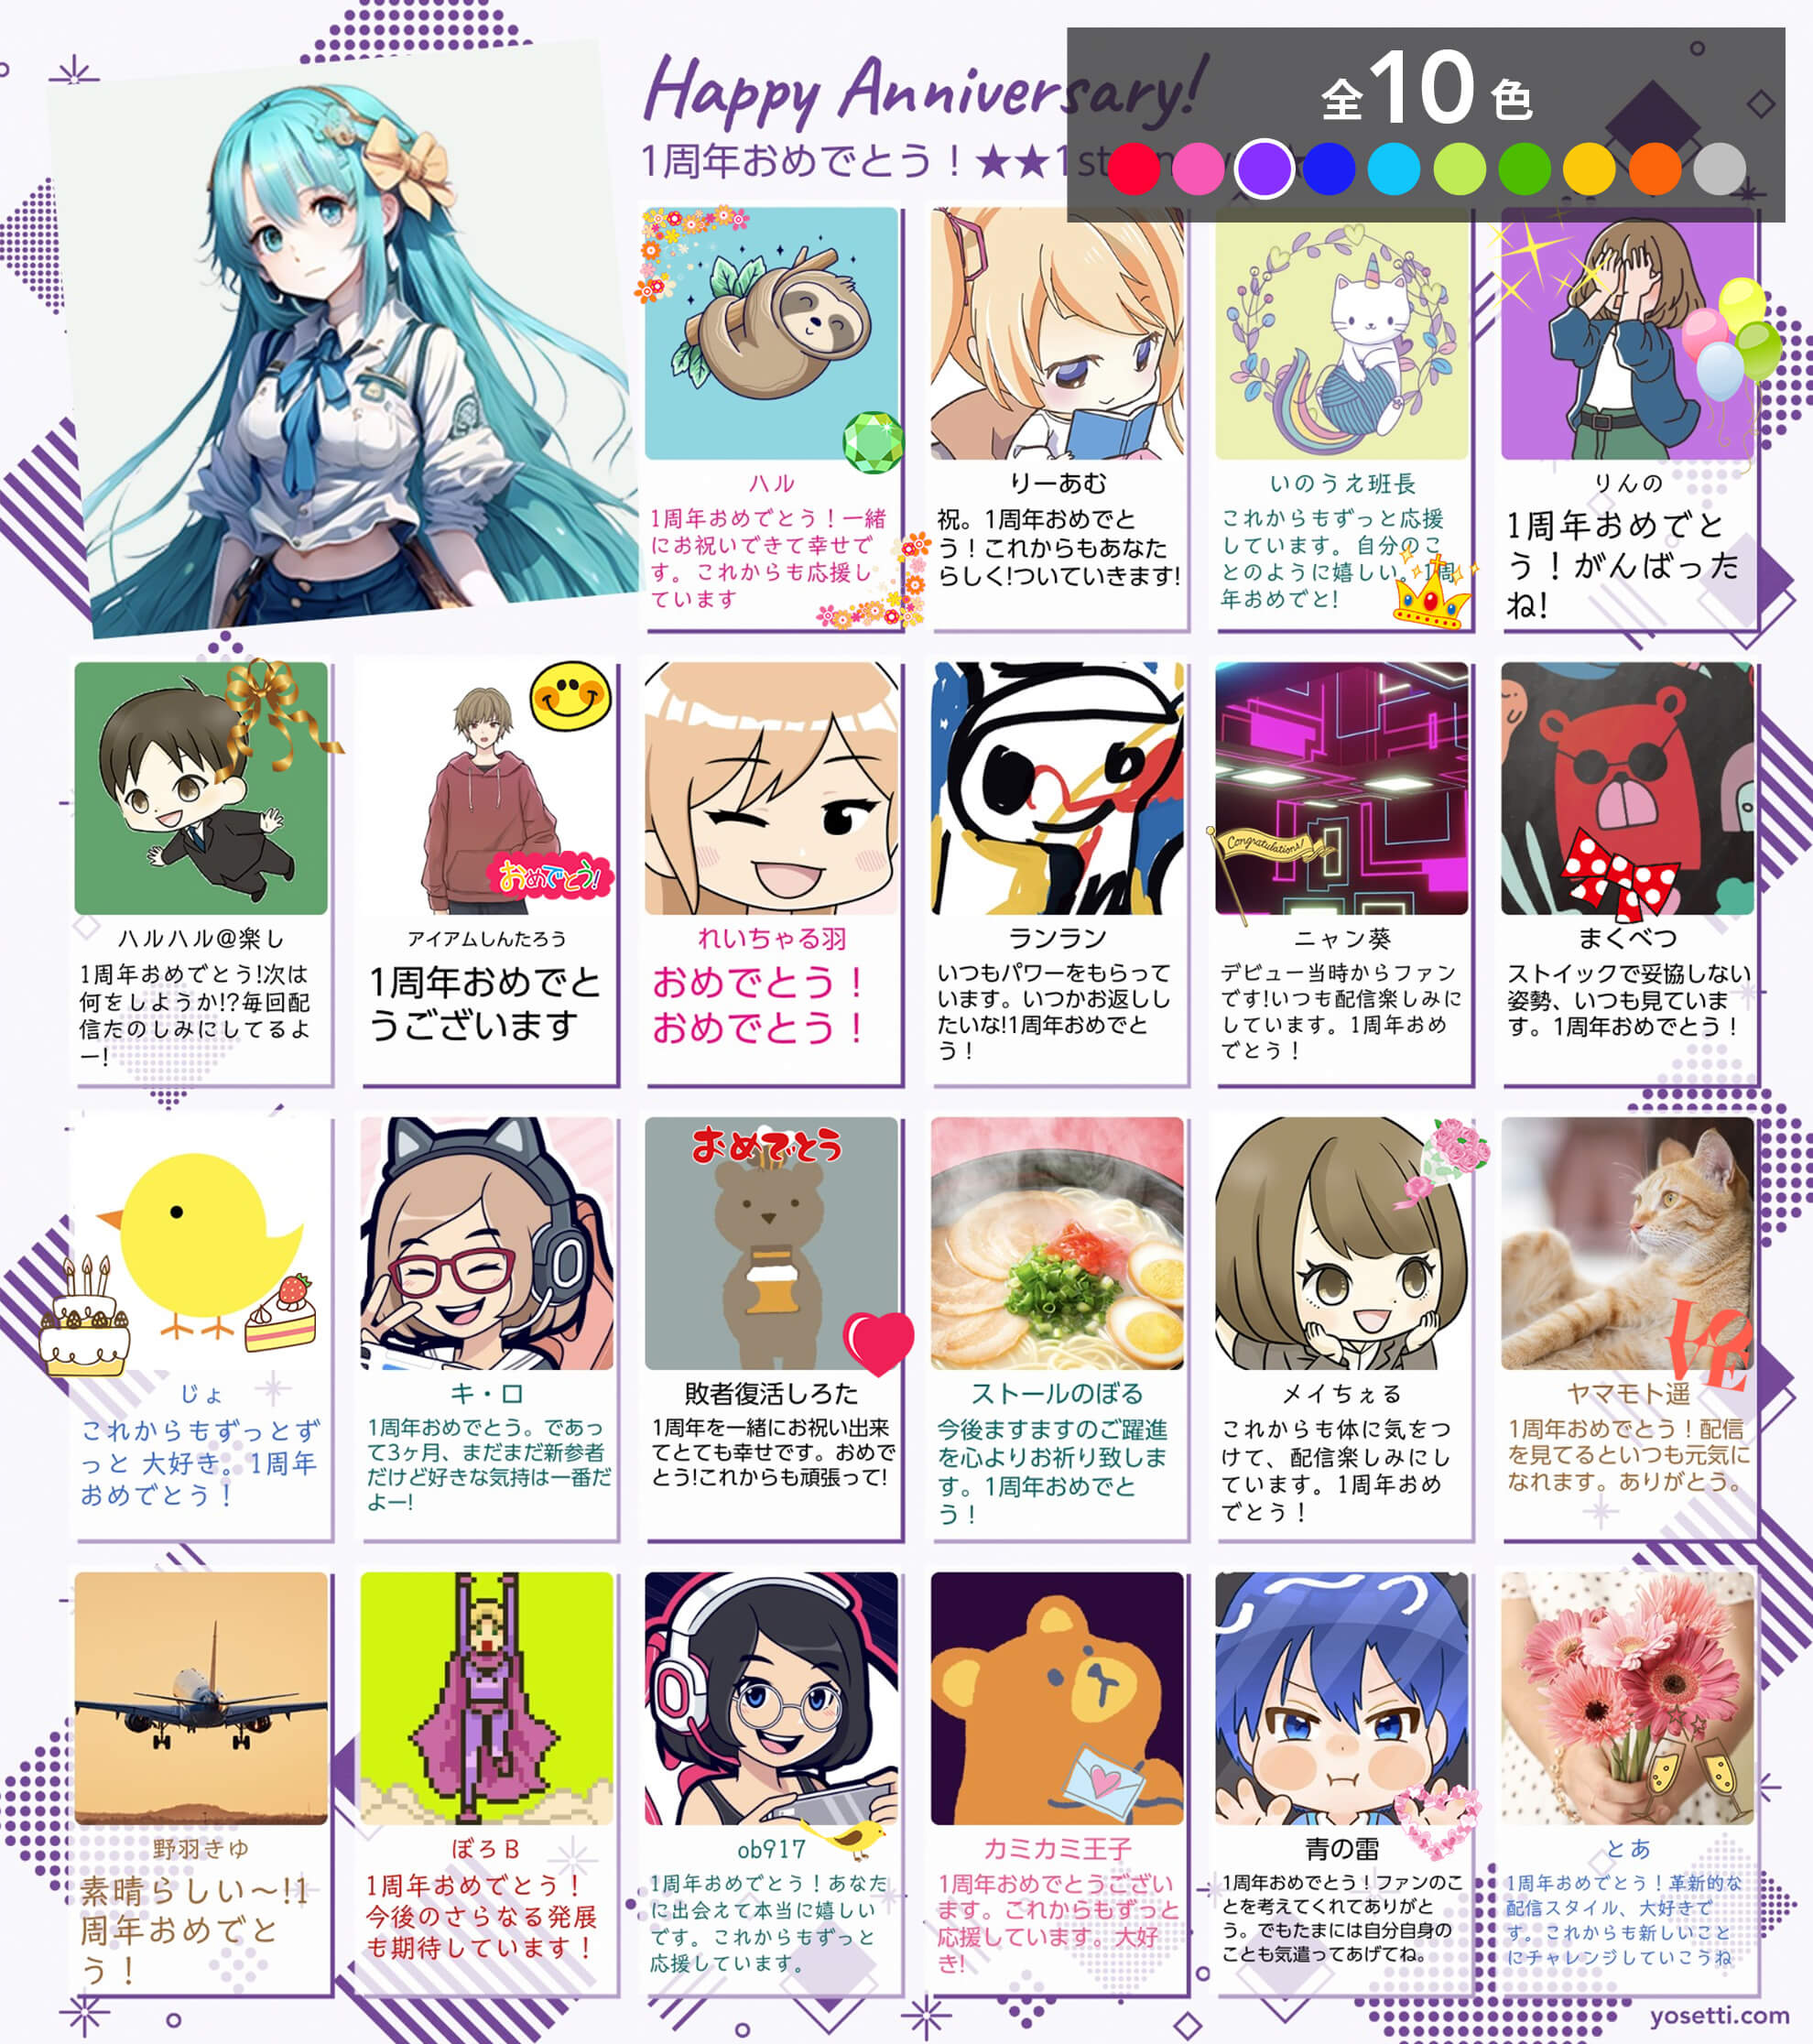 Happy Anniversary!
全10色
1周年おめでとう！★★1st
ハル
1周年おめでとう！一緒
にお祝いできて幸せで
す。これからも応援し
ています
りーあむ
祝。1周年おめでと
う！これからもあなた
らしく!ついていきます!
いのうえ班長
これからもずっと応援
しています。自分のこ
とのように嬉しい。1周
年おめでと!
りんの
1周年おめでと
う！がんばった
ね!
Congratulations!
おめでとう!
ハルハル@楽し
1周年おめでとう!次は
何をしようか!?毎回配
信たのしみにしてるよ
ー!
アイアムしんたろう
1周年おめでと
うございます
れいちゃる羽
おめでとう！
おめでとう！
ランラン
いつもパワーをもらって
います。いつかお返しし
たいな!1周年おめでと
う！
ニャン葵
デビュー当時からファン
です!いつも配信楽しみに
しています。1周年おめ
でとう！
まくべつ
ストイックで妥協しない
姿勢、いつも見ていま
す。1周年おめでとう！
おめでとう
LOVE
じょ
これからもずっとず
っと 大好き。1周年
おめでとう！
キ・ロ
1周年おめでとう。であっ
て3ヶ月、まだまだ新参者
だけど好きな気持は一番だ
よー!
敗者復活しろた
1周年を一緒にお祝い出来
てとても幸せです。おめで
とう!これからも頑張って!
ストールのぼる
今後ますますのご躍進
を心よりお祈り致しま
す。1周年おめでと
う！
メイちぇる
これからも体に気をつ
けて、配信楽しみにし
ています。1周年おめ
でとう！
ヤマモト遥
1周年おめでとう！配信
を見てるといつも元気に
なれます。ありがとう。
野羽きゆ
素晴らしい〜!1
周年おめでと
う！
ぼろB
1周年おめでとう！
今後のさらなる発展
も期待しています！
ob917
1周年おめでとう！あなた
に出会えて本当に嬉しい
です。これからもずっと
応援しています。
カミカミ王子
1周年おめでとうござい
ます。これからもずっと
応援しています。大好
き!
青の雷
1周年おめでとう！ファンのこ
とを考えてくれてありがと
う。でもたまには自分自身の
ことも気遣ってあげてね。
とあ
1周年おめでとう！革新的な
配信スタイル、大好きで
す。これからも新しいこと
にチャレンジしていこうね
yosetti.com